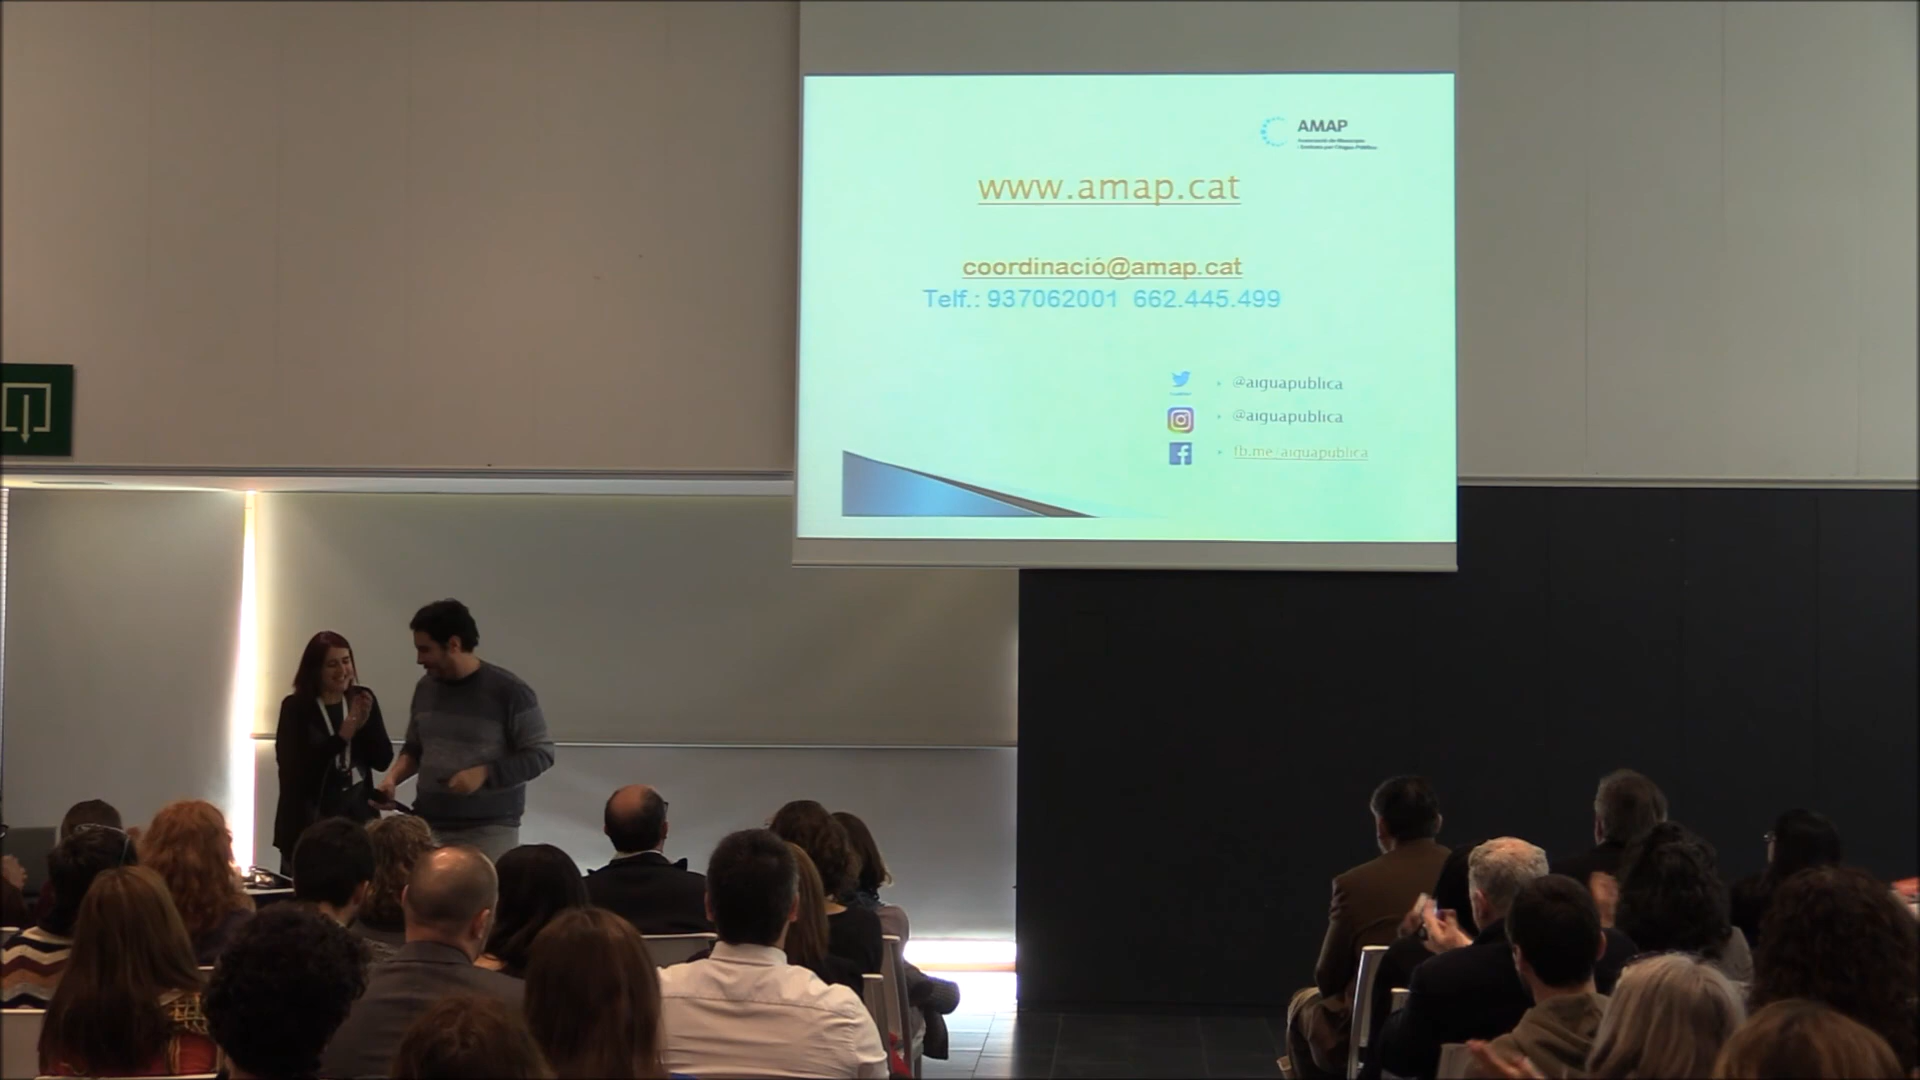 AMAP
www.amap.cat
coordinació@amap.cat
Telf.: 937062001 662.445.499
@aiguapublica
@aiguapublica
fb.me/aiguapublica